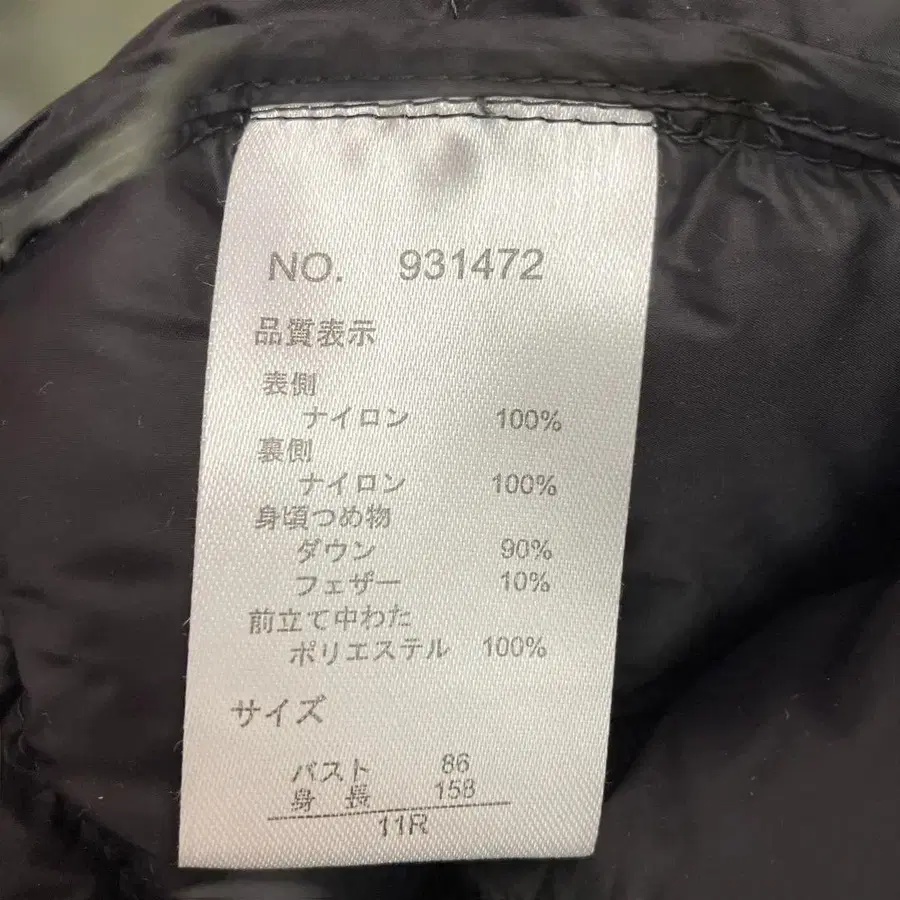 NO. 931472
品質表示
表側
ナイロン 100%
裏側
ナイロン 100%
身頃つめ物
ダウン 90%
フェザー 10%
前立て中わた
ポリエステル 100%
サイズ
バスト 86
身長 158
11R